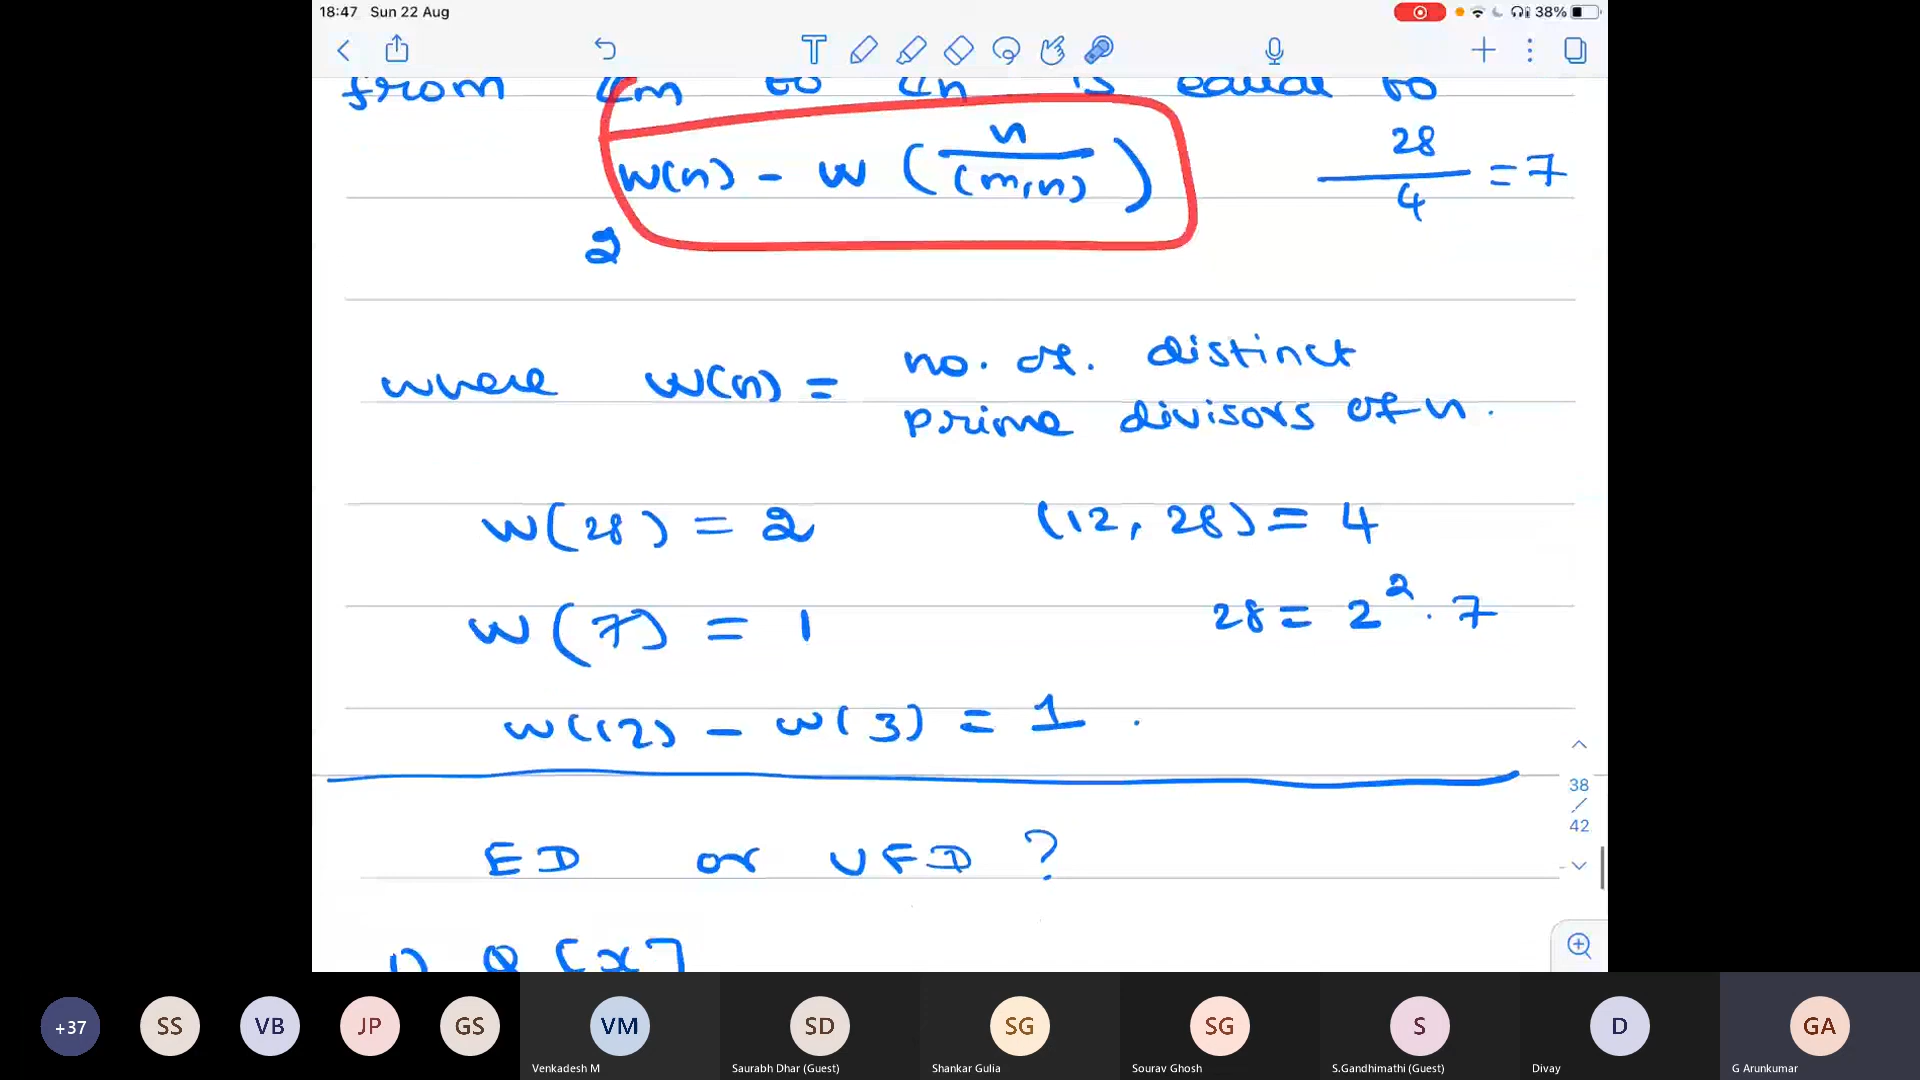 18:47 Sun 22 Aug
38%
from ℤm to ℤn is equal to
w(n) - w ( n / (m,n) )
28 / 4 = 7
2
where w(n) = no. of. distinct
prime divisors of n.
w(28) = 2 (12, 28) = 4
w(7) = 1 28 = 2² · 7
w(12) - w(3) = 1 .
38
42
ED or UFD ?
1) Q[x]
+37 SS VB JP GS VM SD SG SG S D GA
Venkadesh M Saurabh Dhar (Guest) Shankar Gulia Sourav Ghosh S.Gandhimathi (Guest) Divay G Arunkumar